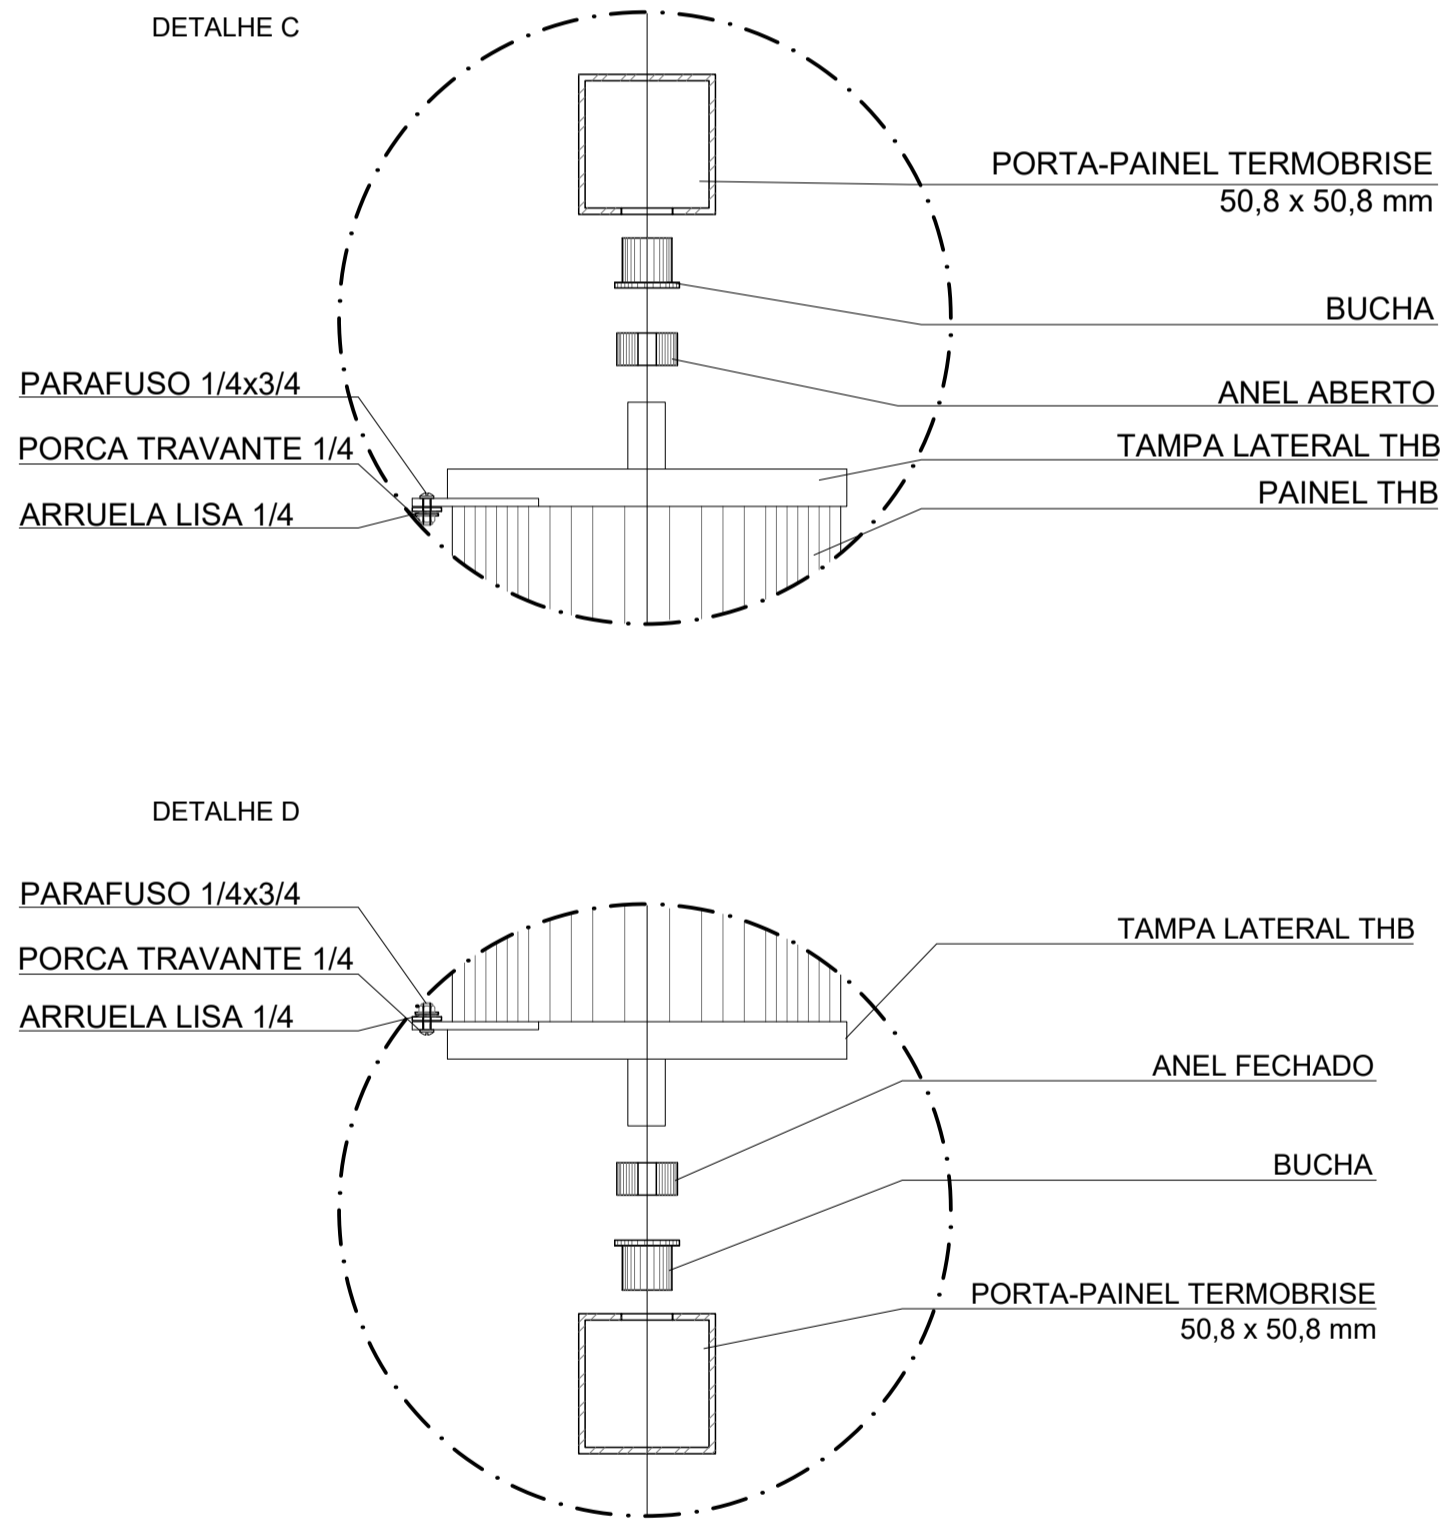 DETALHE C
PORTA-PAINEL TERMOBRISE
50,8 x 50,8 mm
BUCHA
PARAFUSO 1/4x3/4
ANEL ABERTO
PORCA TRAVANTE 1/4
TAMPA LATERAL THB
PAINEL THB
ARRUELA LISA 1/4
DETALHE D
PARAFUSO 1/4x3/4
TAMPA LATERAL THB
PORCA TRAVANTE 1/4
ARRUELA LISA 1/4
ANEL FECHADO
BUCHA
PORTA-PAINEL TERMOBRISE
50,8 x 50,8 mm